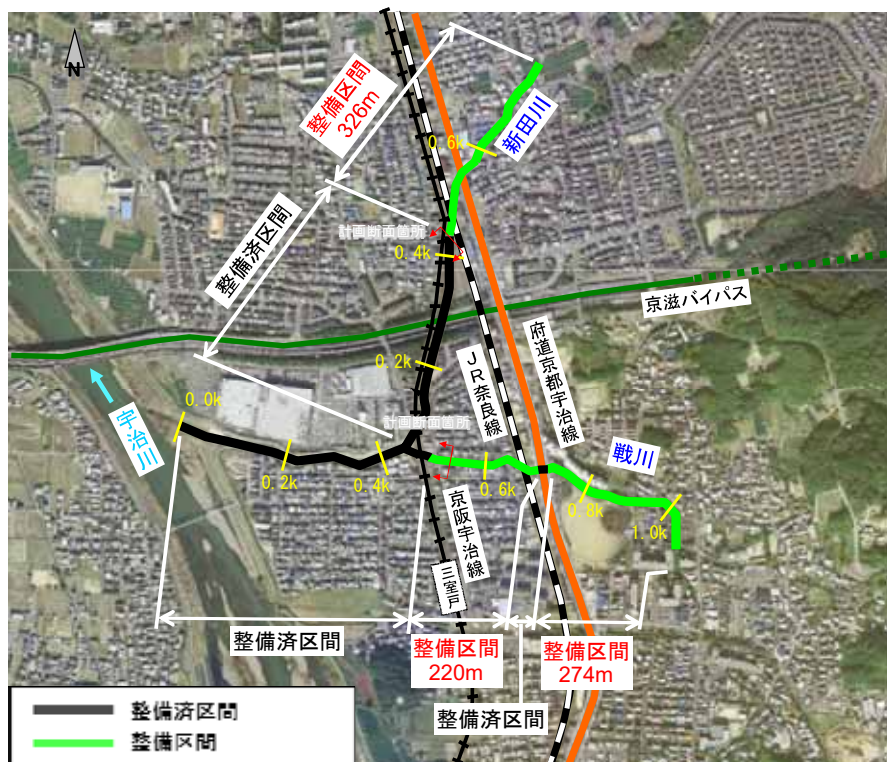 N
整備区間
326m
新田川
0.6k
整備済区間
計画断面箇所
0.4k
京滋バイパス
0.2k
JR奈良線
府道京都宇治線
0.0k
宇治川
計画断面箇所
戦川
0.2k
0.4k
0.6k
0.8k
1.0k
京阪宇治線
三室戸
整備済区間
整備区間
220m
整備区間
274m
整備済区間
整備済区間
整備区間